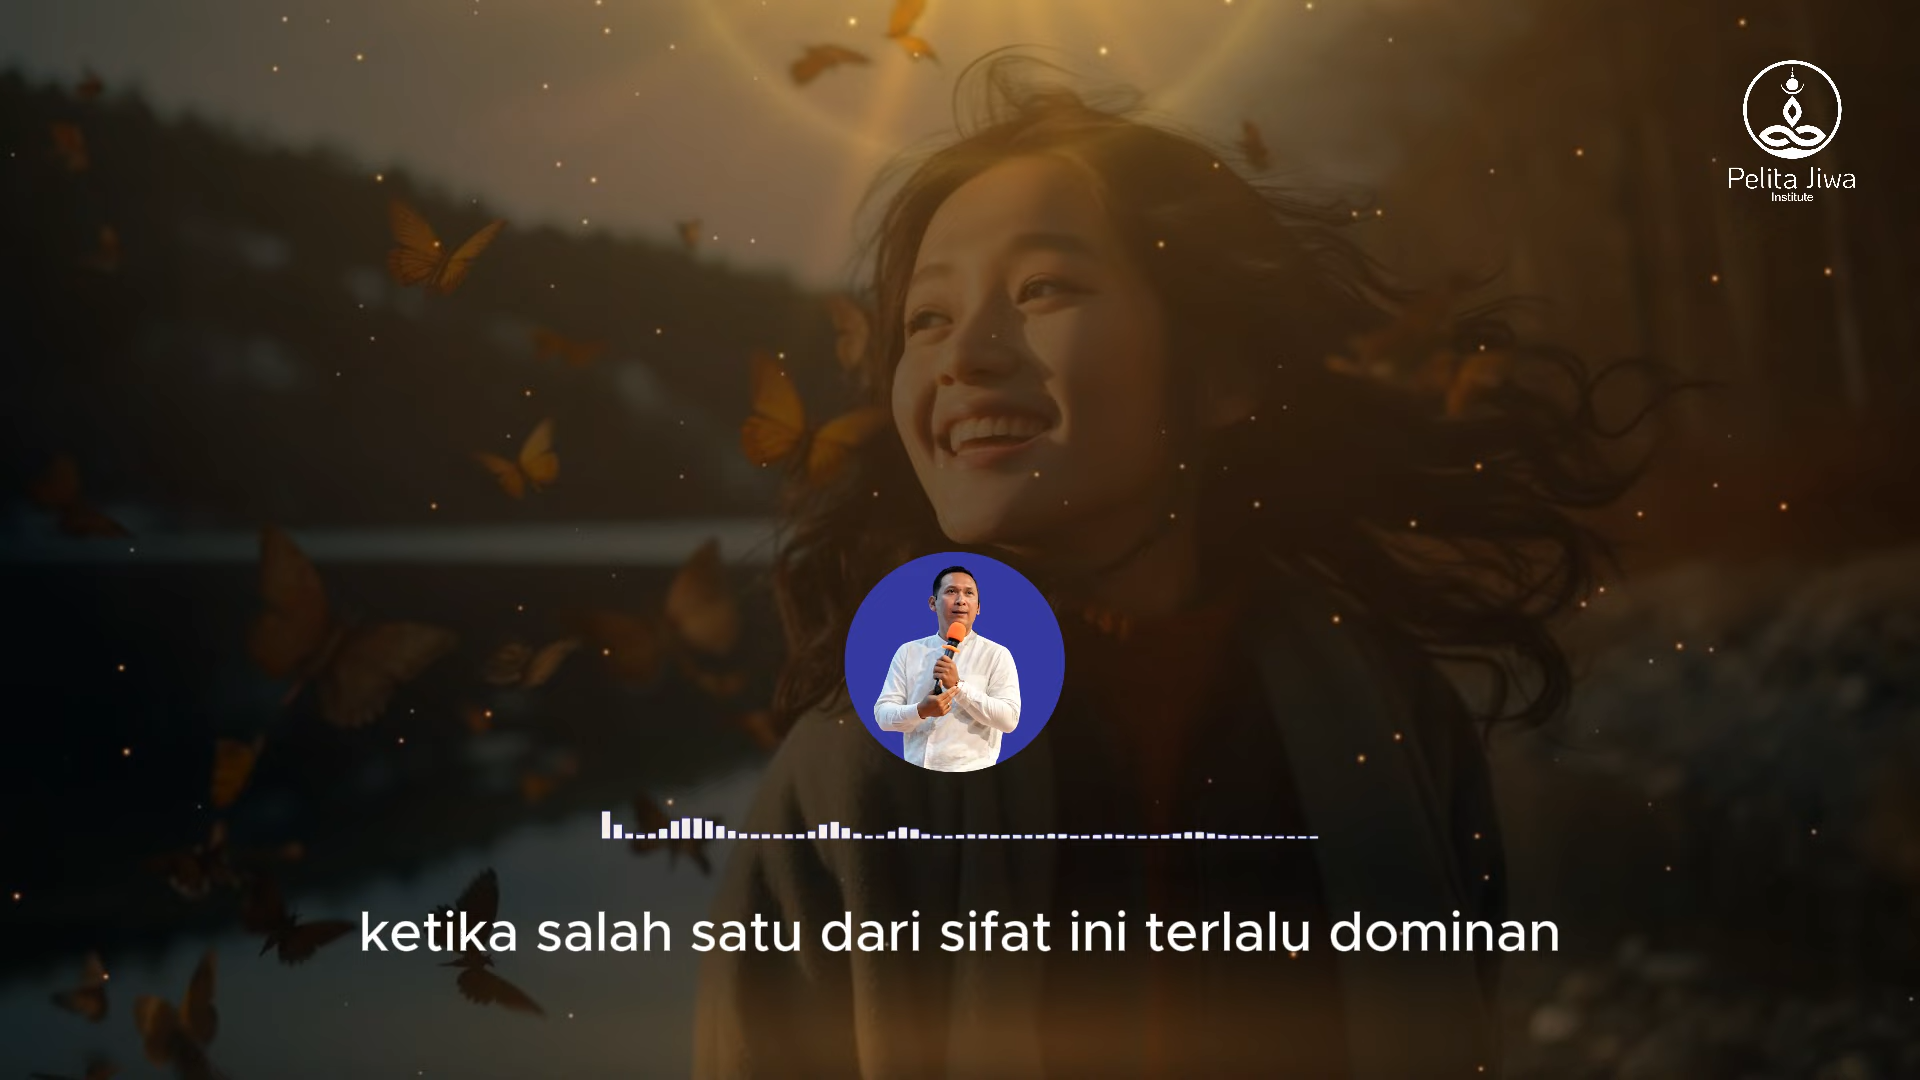 Pelita Jiwa
Institute
ketika salah satu dari sifat ini terlalu dominan